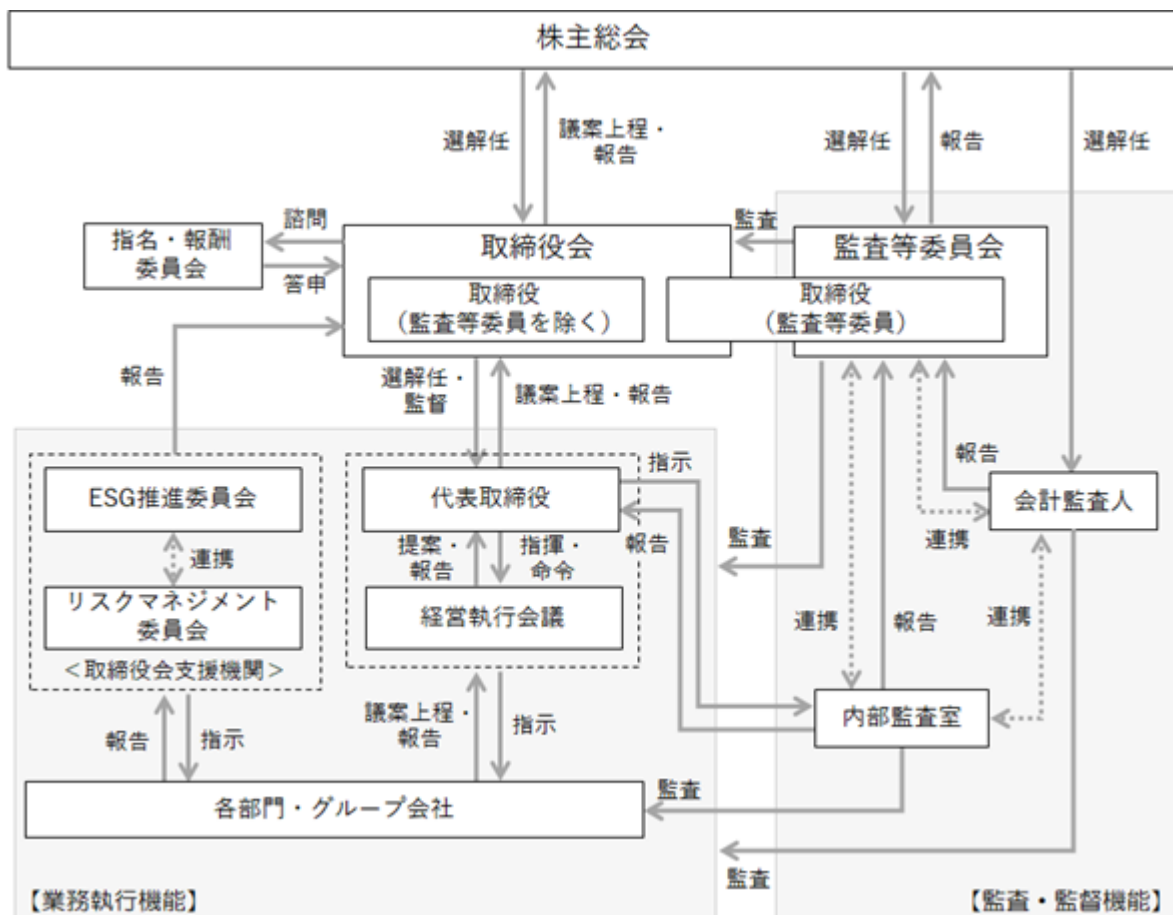 株主総会
選解任
議案上程・
報告
選解任
報告
選解任
諮問
指名・報酬
委員会
答申
取締役会
監査
監査等委員会
取締役
(監査等委員を除く)
取締役
(監査等委員)
報告
選解任・
監督
議案上程・報告
ESG推進委員会
連携
リスクマネジメント
委員会
<取締役会支援機関>
代表取締役
指示
提案・
報告
指揮・
命令
報告
経営執行会議
監査
連携
報告
報告
連携
会計監査人
連携
内部監査室
報告
指示
議案上程・
報告
指示
各部門・グループ会社
監査
監査
【業務執行機能】
【監査・監督機能】